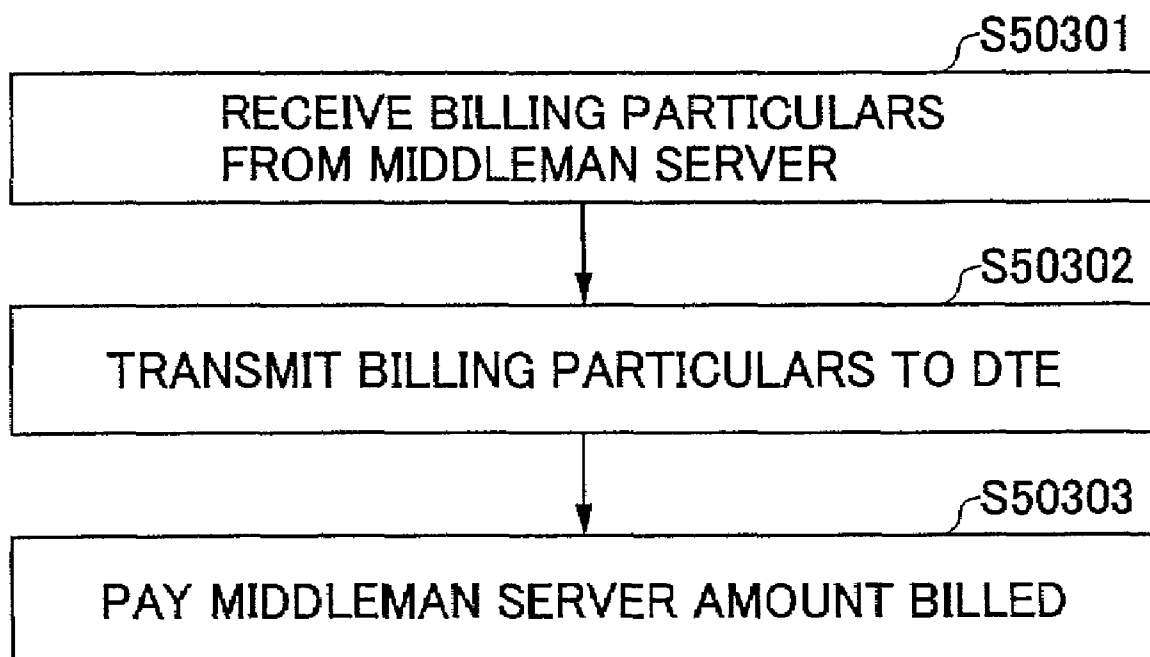 S50301
RECEIVE BILLING PARTICULARS
FROM MIDDLEMAN SERVER
S50302
TRANSMIT BILLING PARTICULARS TO DTE
S50303
PAY MIDDLEMAN SERVER AMOUNT BILLED